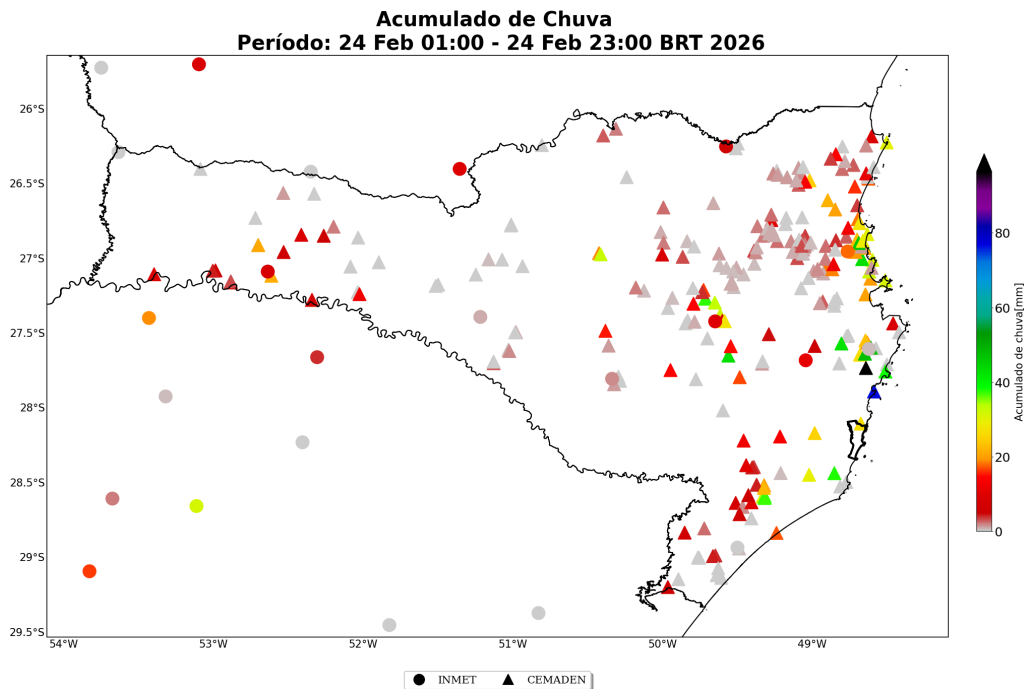 Acumulado de Chuva
Período: 24 Feb 01:00 - 24 Feb 23:00 BRT 2026
26°S
26.5°S
27°S
27.5°S
28°S
28.5°S
29°S
29.5°S
54°W
53°W
52°W
51°W
50°W
49°W
80
60
40
20
0
Acumulado de chuva[mm]
INMET
CEMADEN